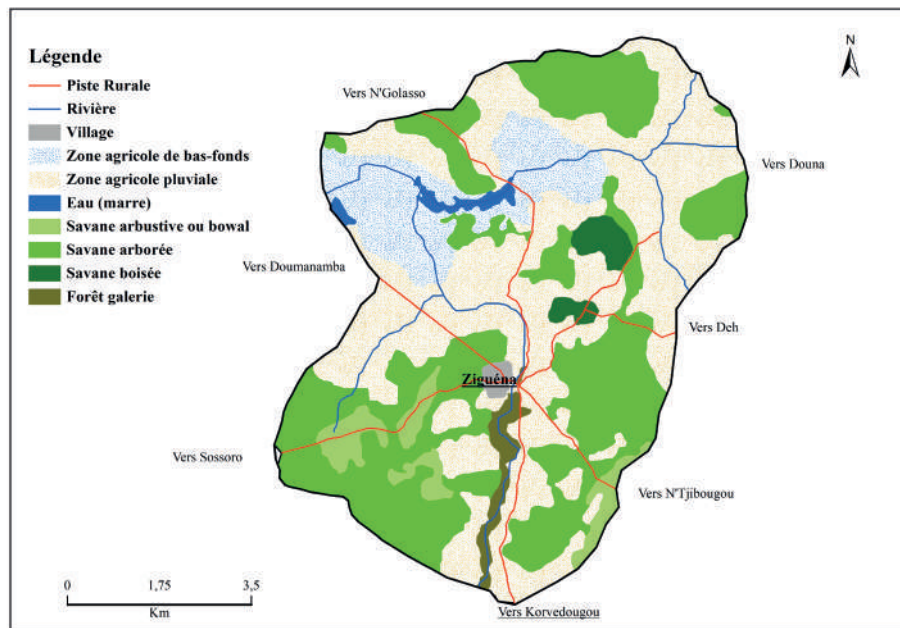 Légende
Piste Rurale
Rivière
Village
Zone agricole de bas-fonds
Zone agricole pluviale
Eau (marre)
Savane arbustive ou bowal
Savane arborée
Savane boisée
Forêt galerie
N
Vers N'Golasso
Vers Douna
Vers Doumanamba
Vers Deh
Ziguéna
Vers Sossoro
Vers N'Tjibougou
0 1,75 3,5
Km
Vers Korvedougou